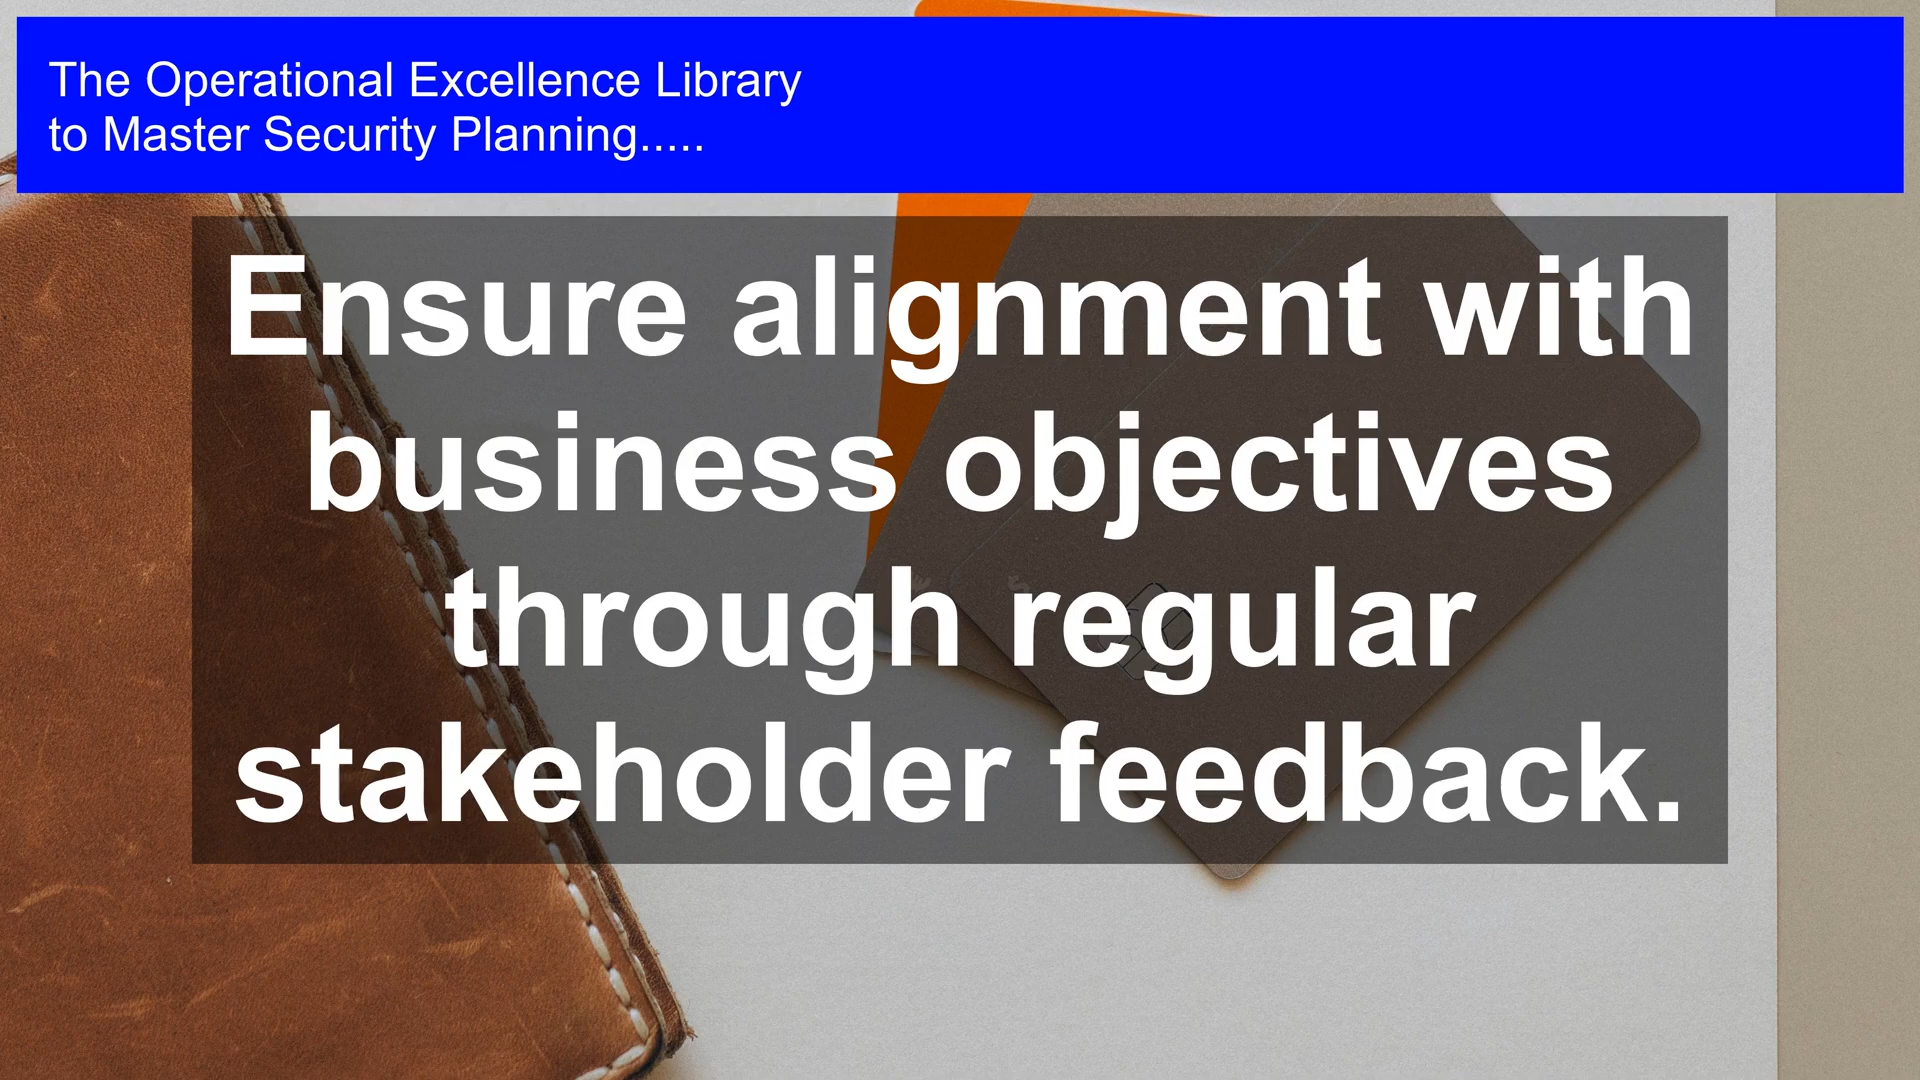 The Operational Excellence Library
to Master Security Planning.....
Ensure alignment with
business objectives
through regular
stakeholder feedback.